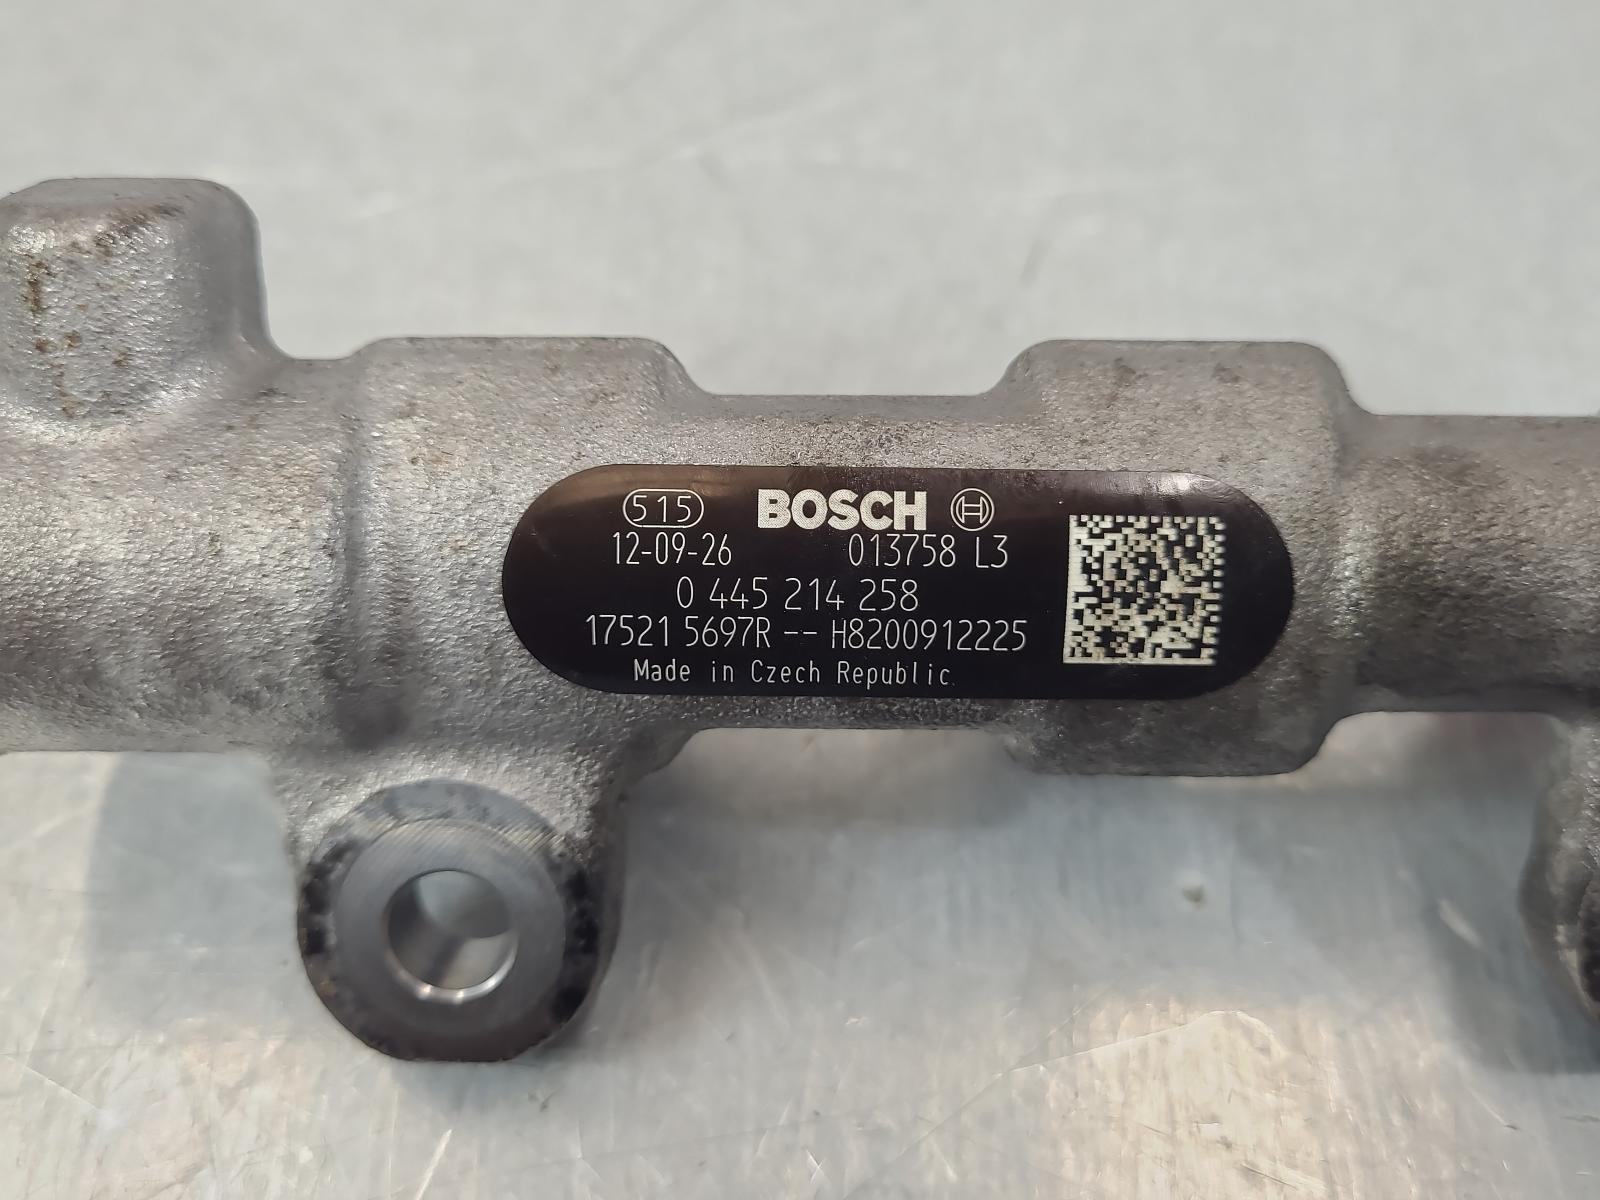 515 BOSCH
12-09-26 013758 L3
0 445 214 258
17521 5697R -- H8200912225
Made in Czech Republic.